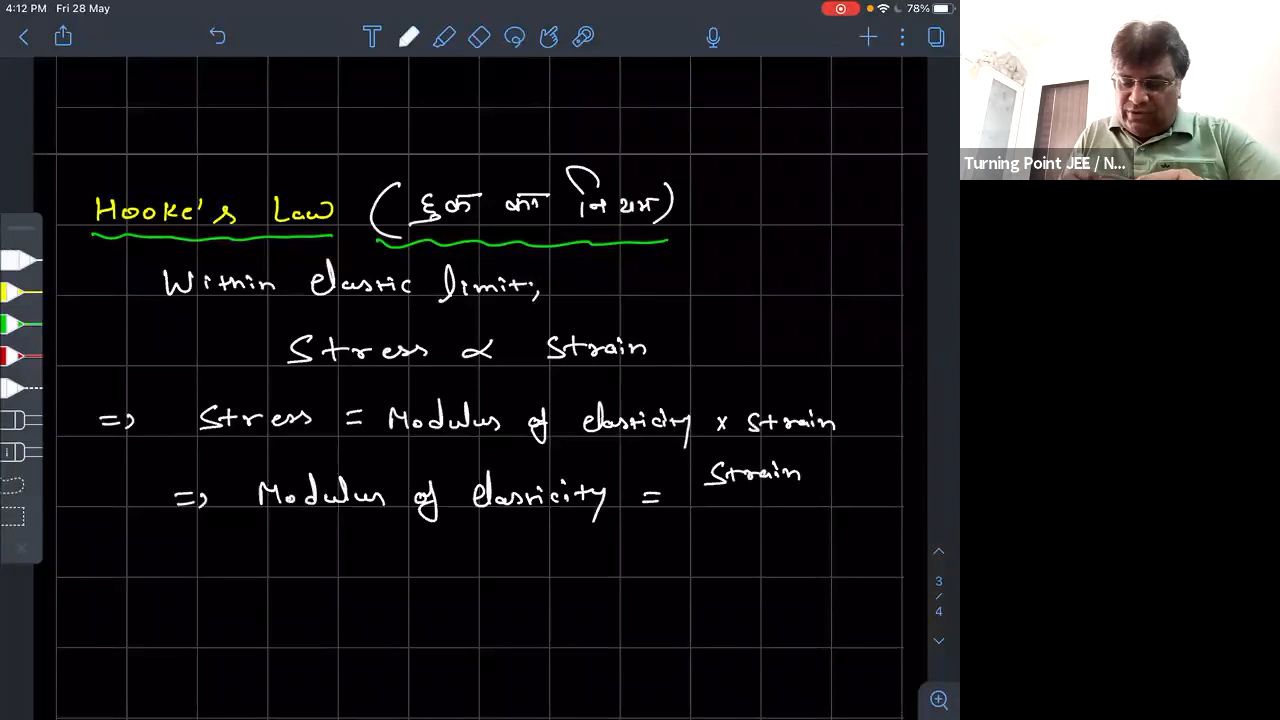 4:12 PM Fri 28 May
78%
Hooke's Law (हुक का नियम)
Within elastic limit,
Stress ∝ Strain
=> Stress = Modulus of elasticity x strain
Strain
=> Modulus of elasticity =
3
/
4
Turning Point JEE / N...